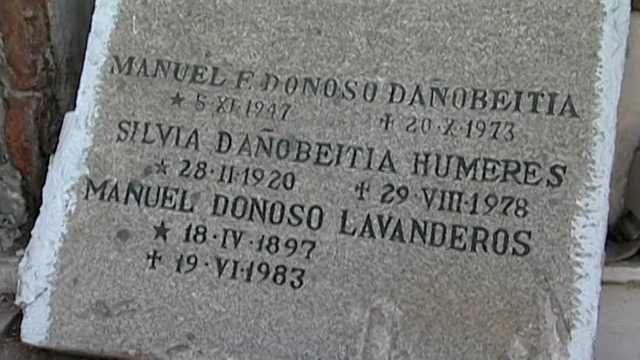 MANUEL F. DONOSO DAÑOBEITIA
★ 5·XI·1947 ✝ 20·X·1973
SILVIA DAÑOBEITIA HUMERES
★ 28·II·1920 ✝ 29·VIII·1978
MANUEL DONOSO LAVANDEROS
★ 18·IV·1897
✝ 19·VI·1983